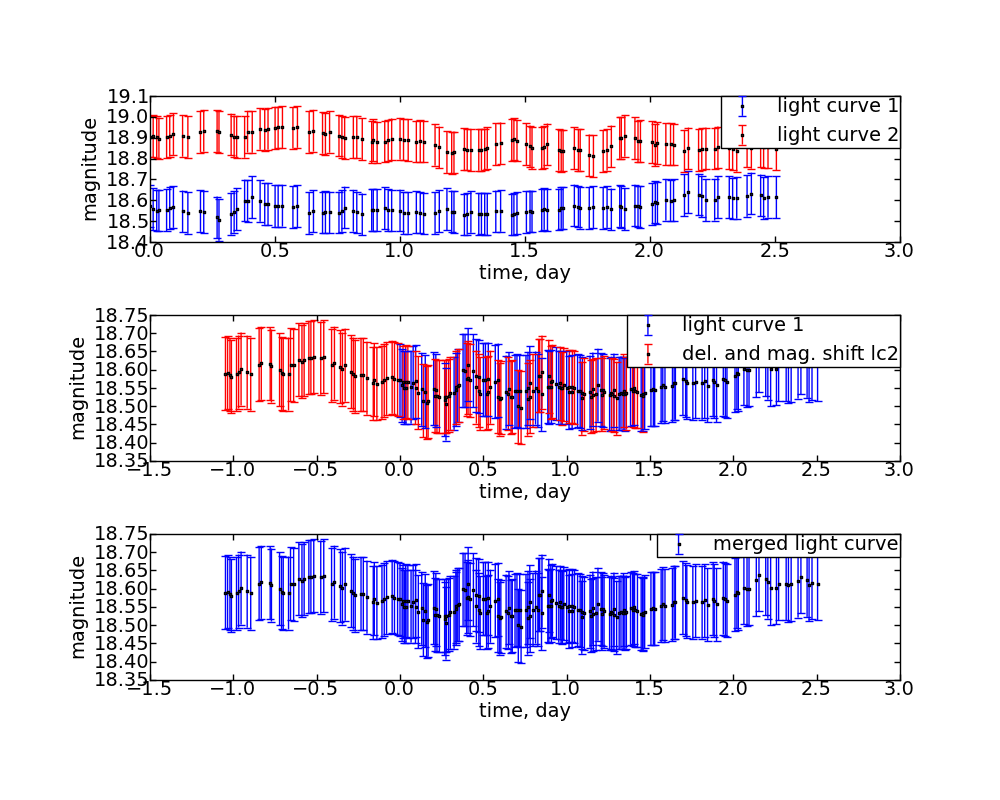 19.1
19.0
18.9
18.8
18.7
18.6
18.5
18.4
magnitude
light curve 1
light curve 2
0.0 0.5 1.0 1.5 2.0 2.5 3.0
time, day
18.75
18.70
18.65
18.60
18.55
18.50
18.45
18.40
18.35
magnitude
light curve 1
del. and mag. shift lc2
−1.5 −1.0 −0.5 0.0 0.5 1.0 1.5 2.0 2.5 3.0
time, day
18.75
18.70
18.65
18.60
18.55
18.50
18.45
18.40
18.35
magnitude
merged light curve
−1.5 −1.0 −0.5 0.0 0.5 1.0 1.5 2.0 2.5 3.0
time, day